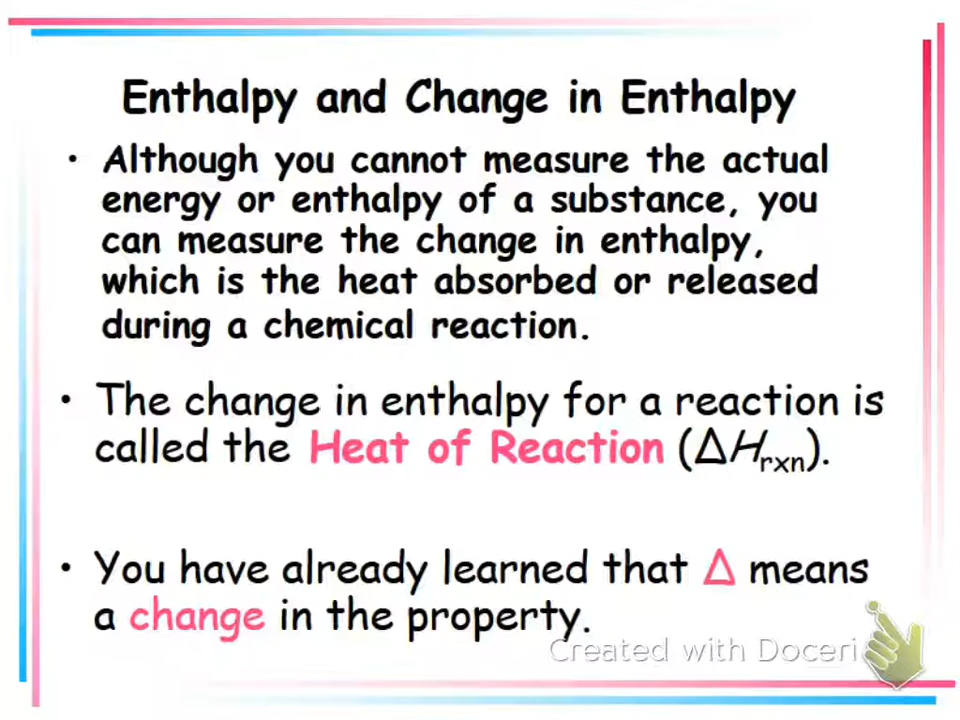 Enthalpy and Change in Enthalpy
• Although you cannot measure the actual
energy or enthalpy of a substance, you
can measure the change in enthalpy,
which is the heat absorbed or released
during a chemical reaction.
• The change in enthalpy for a reaction is
called the Heat of Reaction (ΔHrxn).
• You have already learned that Δ means
a change in the property.
Created with Doceri